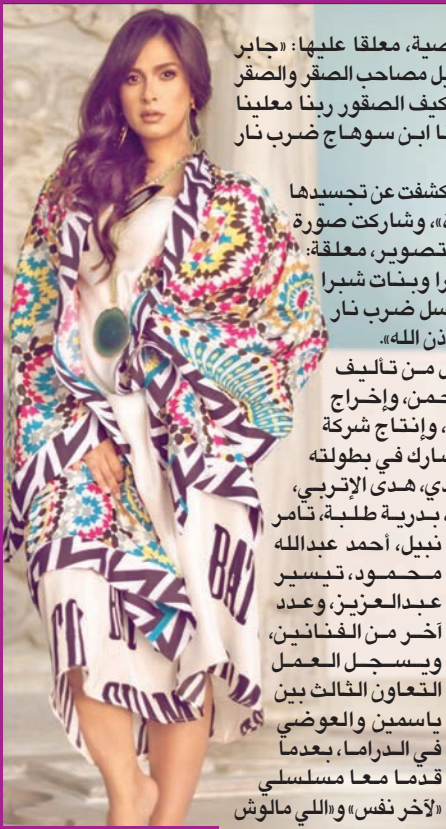 صية، معلقا عليها: «جابر
يل مصاحب الصقر والصقر
كيف الصقور ربنا معلينا
ا ابن سوهاج ضرب نار
كشفت عن تجسيدها
»، وشاركت صورة
تصوير، معلقة:
را وبنات شبرا
سل ضرب نار
ذن الله».
ل من تأليف
حمن، وإخراج
، وإنتاج شركة
شارك في بطولته
دي، هدى الإتربي،
، بدرية طلبة، تامر
نبيل، أحمد عبدالله
محمود، تيسير
عبدالعزيز، وعدد
آخر من الفنانين،
ويسجل العمل
التعاون الثالث بين
ياسمين والعوضي
في الدراما، بعدما
قدما معا مسلسلي
«لآخر نفس» و«اللي مالوش